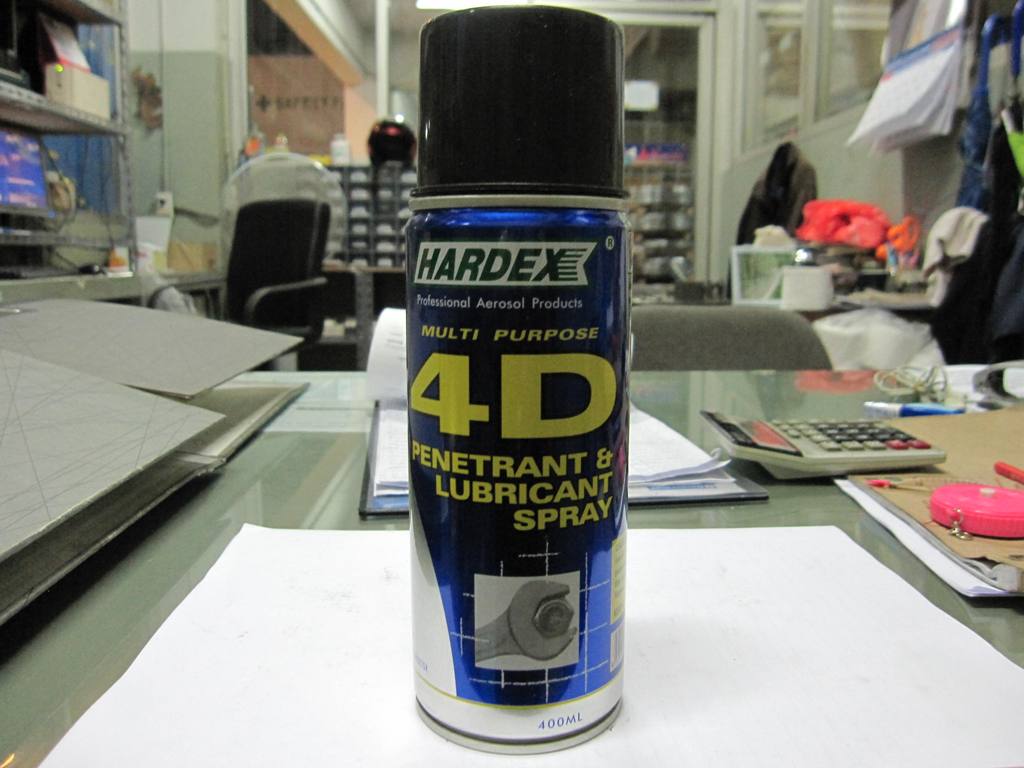 HARDEX®
Professional Aerosol Products
MULTI PURPOSE
4D
PENETRANT &
LUBRICANT
SPRAY
400ML